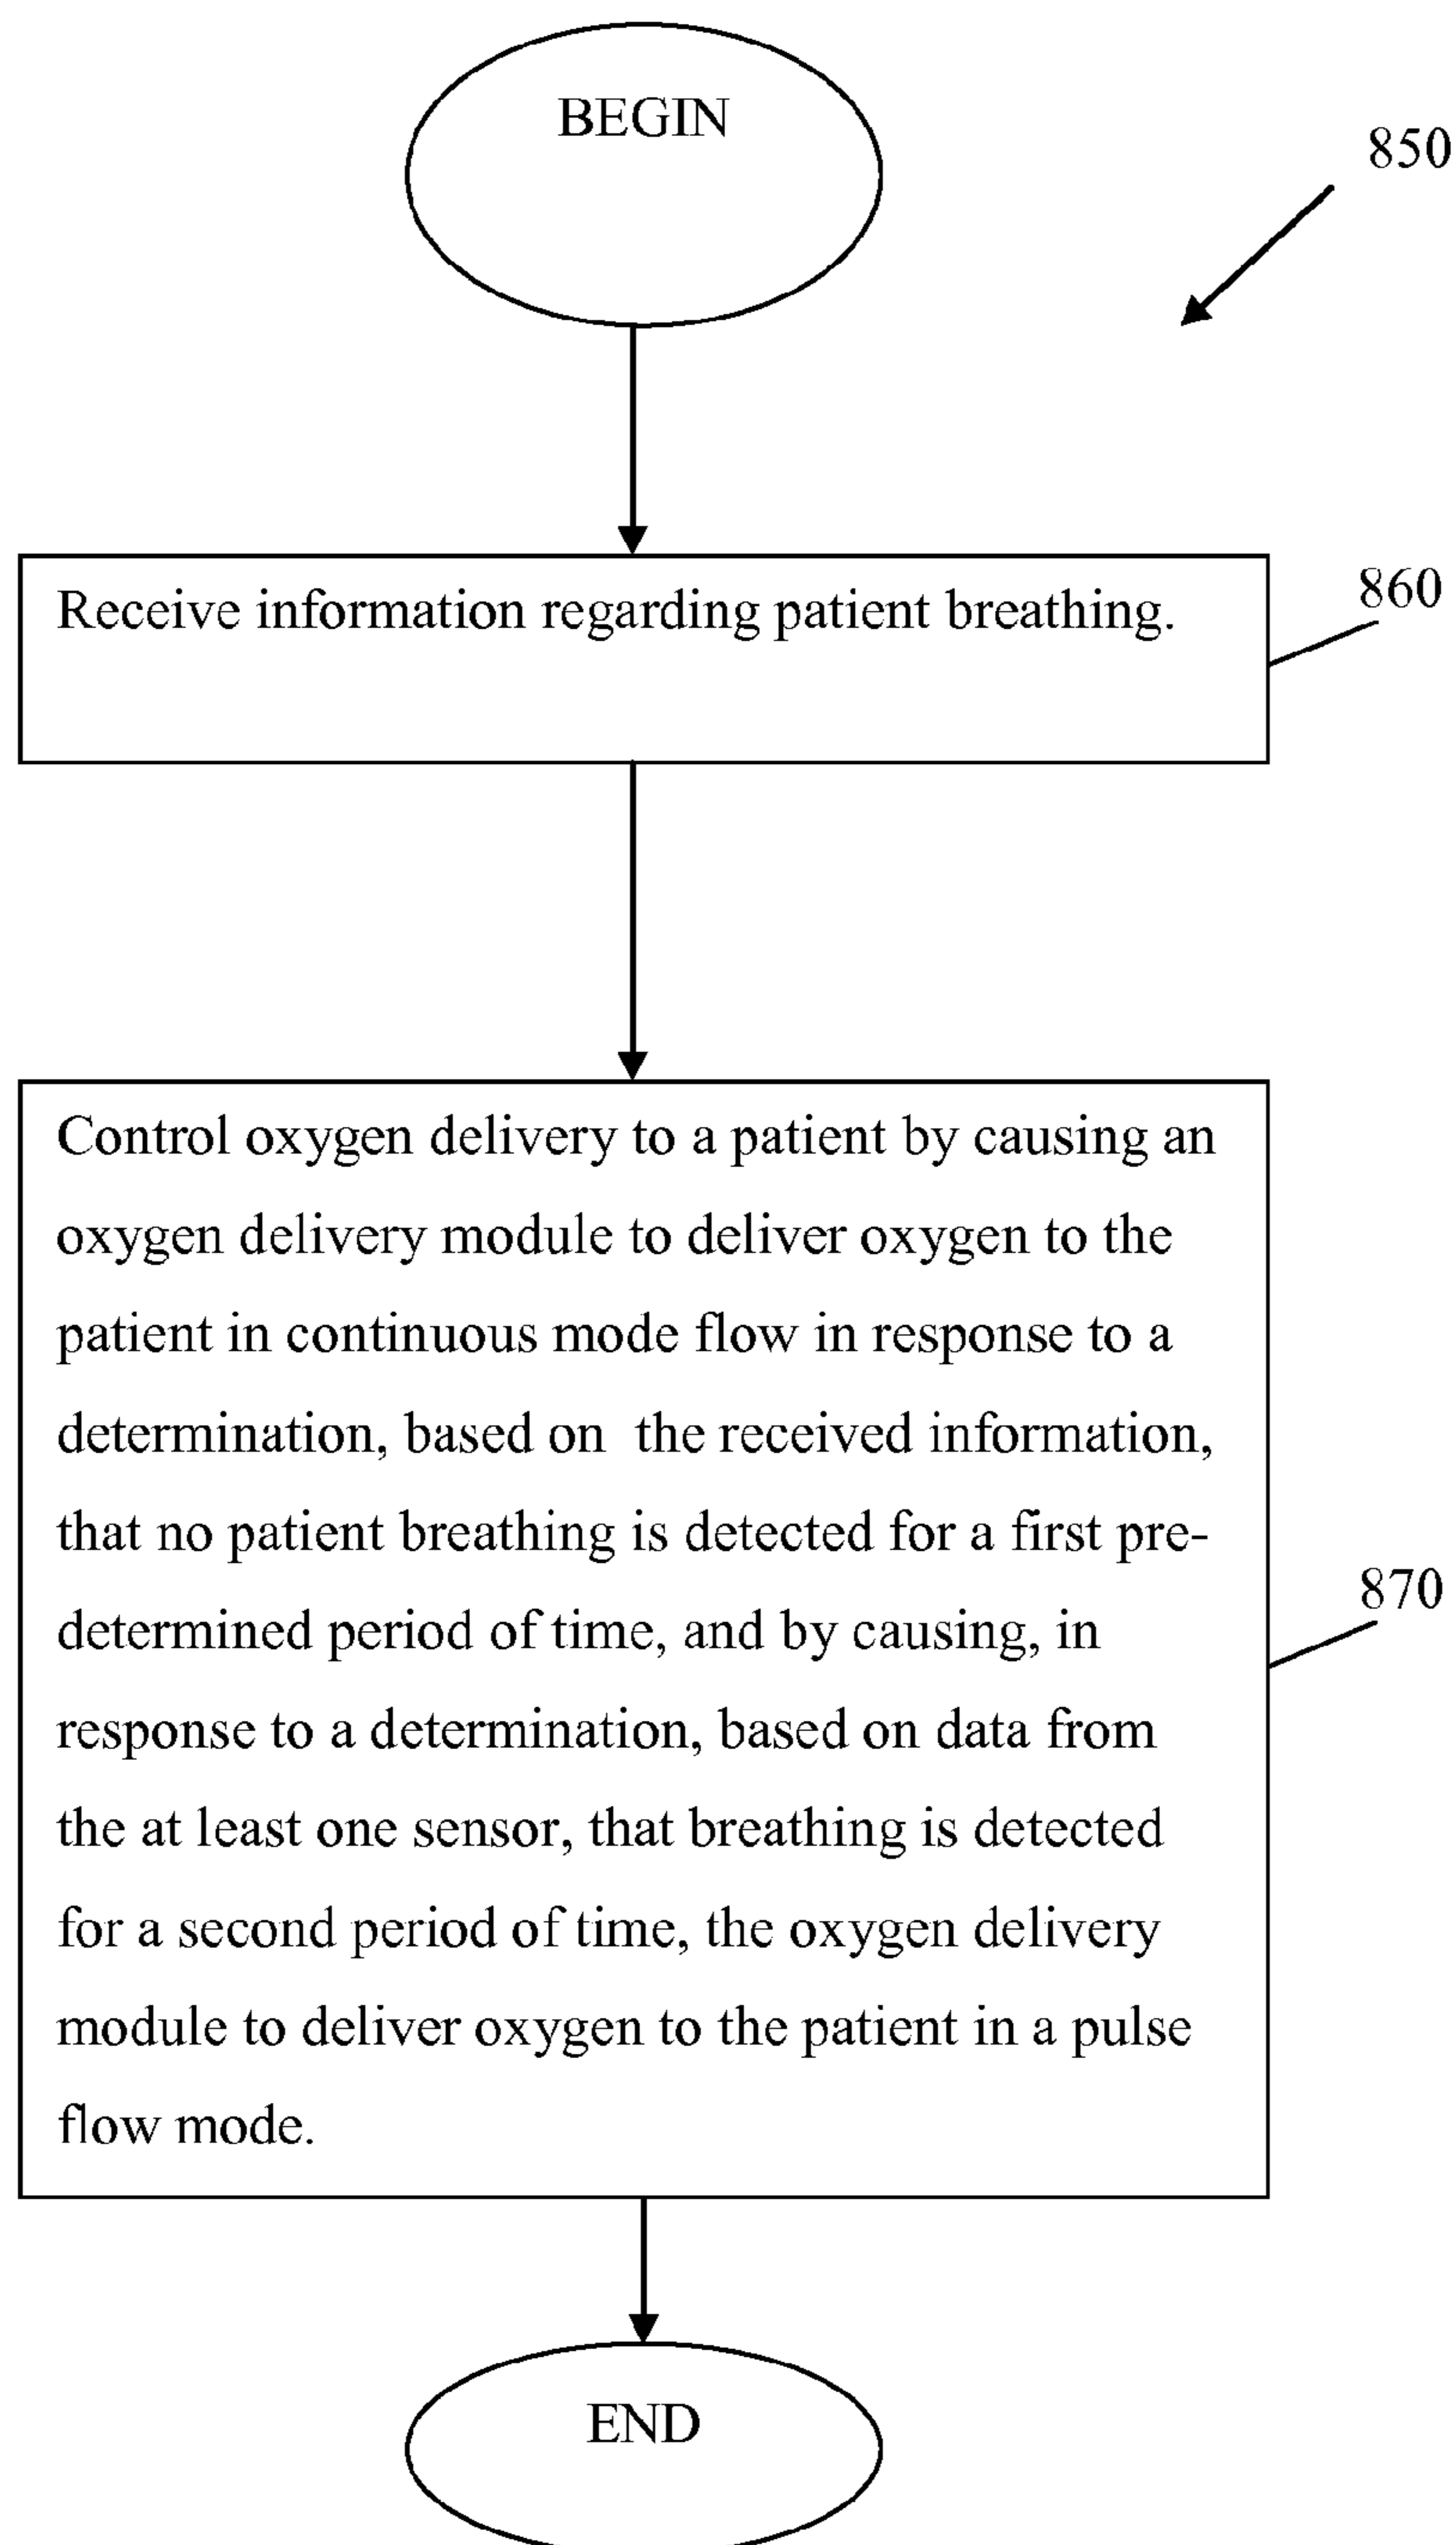 BEGIN
850
Receive information regarding patient breathing.
860
Control oxygen delivery to a patient by causing an
oxygen delivery module to deliver oxygen to the
patient in continuous mode flow in response to a
determination, based on  the received information,
that no patient breathing is detected for a first pre-
determined period of time, and by causing, in
response to a determination, based on data from
the at least one sensor, that breathing is detected
for a second period of time, the oxygen delivery
module to deliver oxygen to the patient in a pulse
flow mode.
870
END